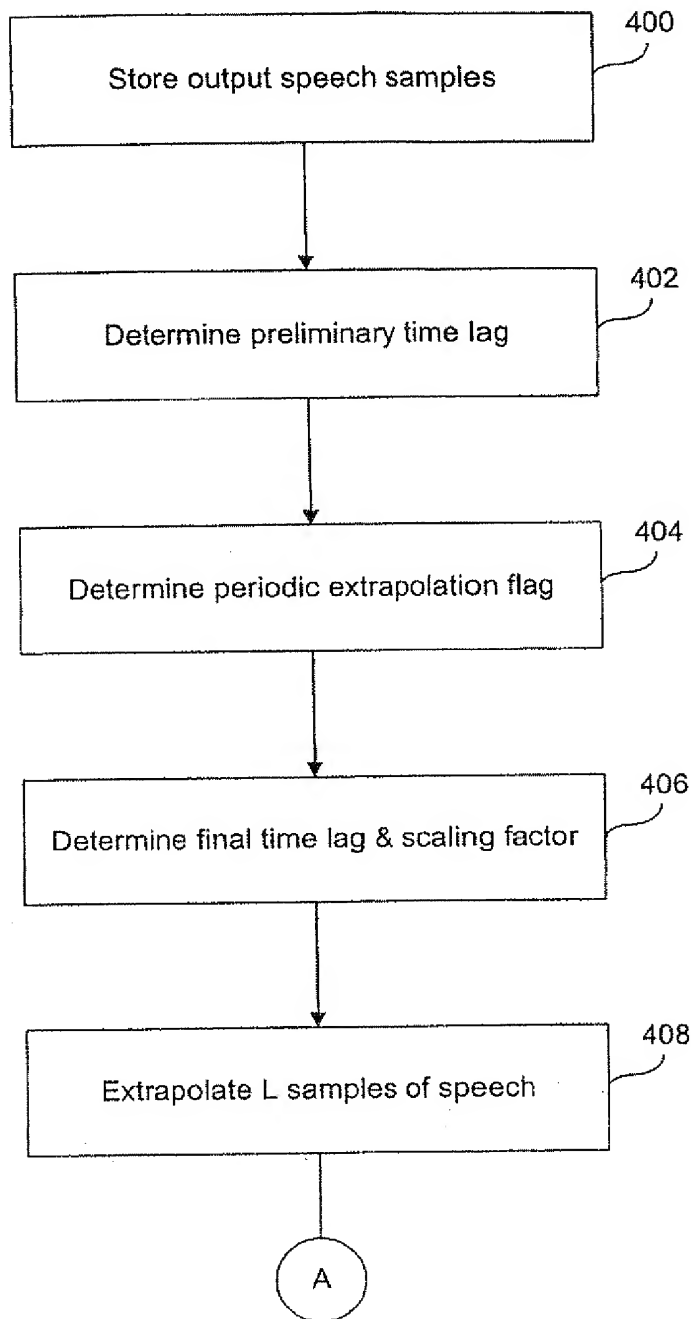 400
Store output speech samples
402
Determine preliminary time lag
404
Determine periodic extrapolation flag
406
Determine final time lag & scaling factor
408
Extrapolate L samples of speech
A